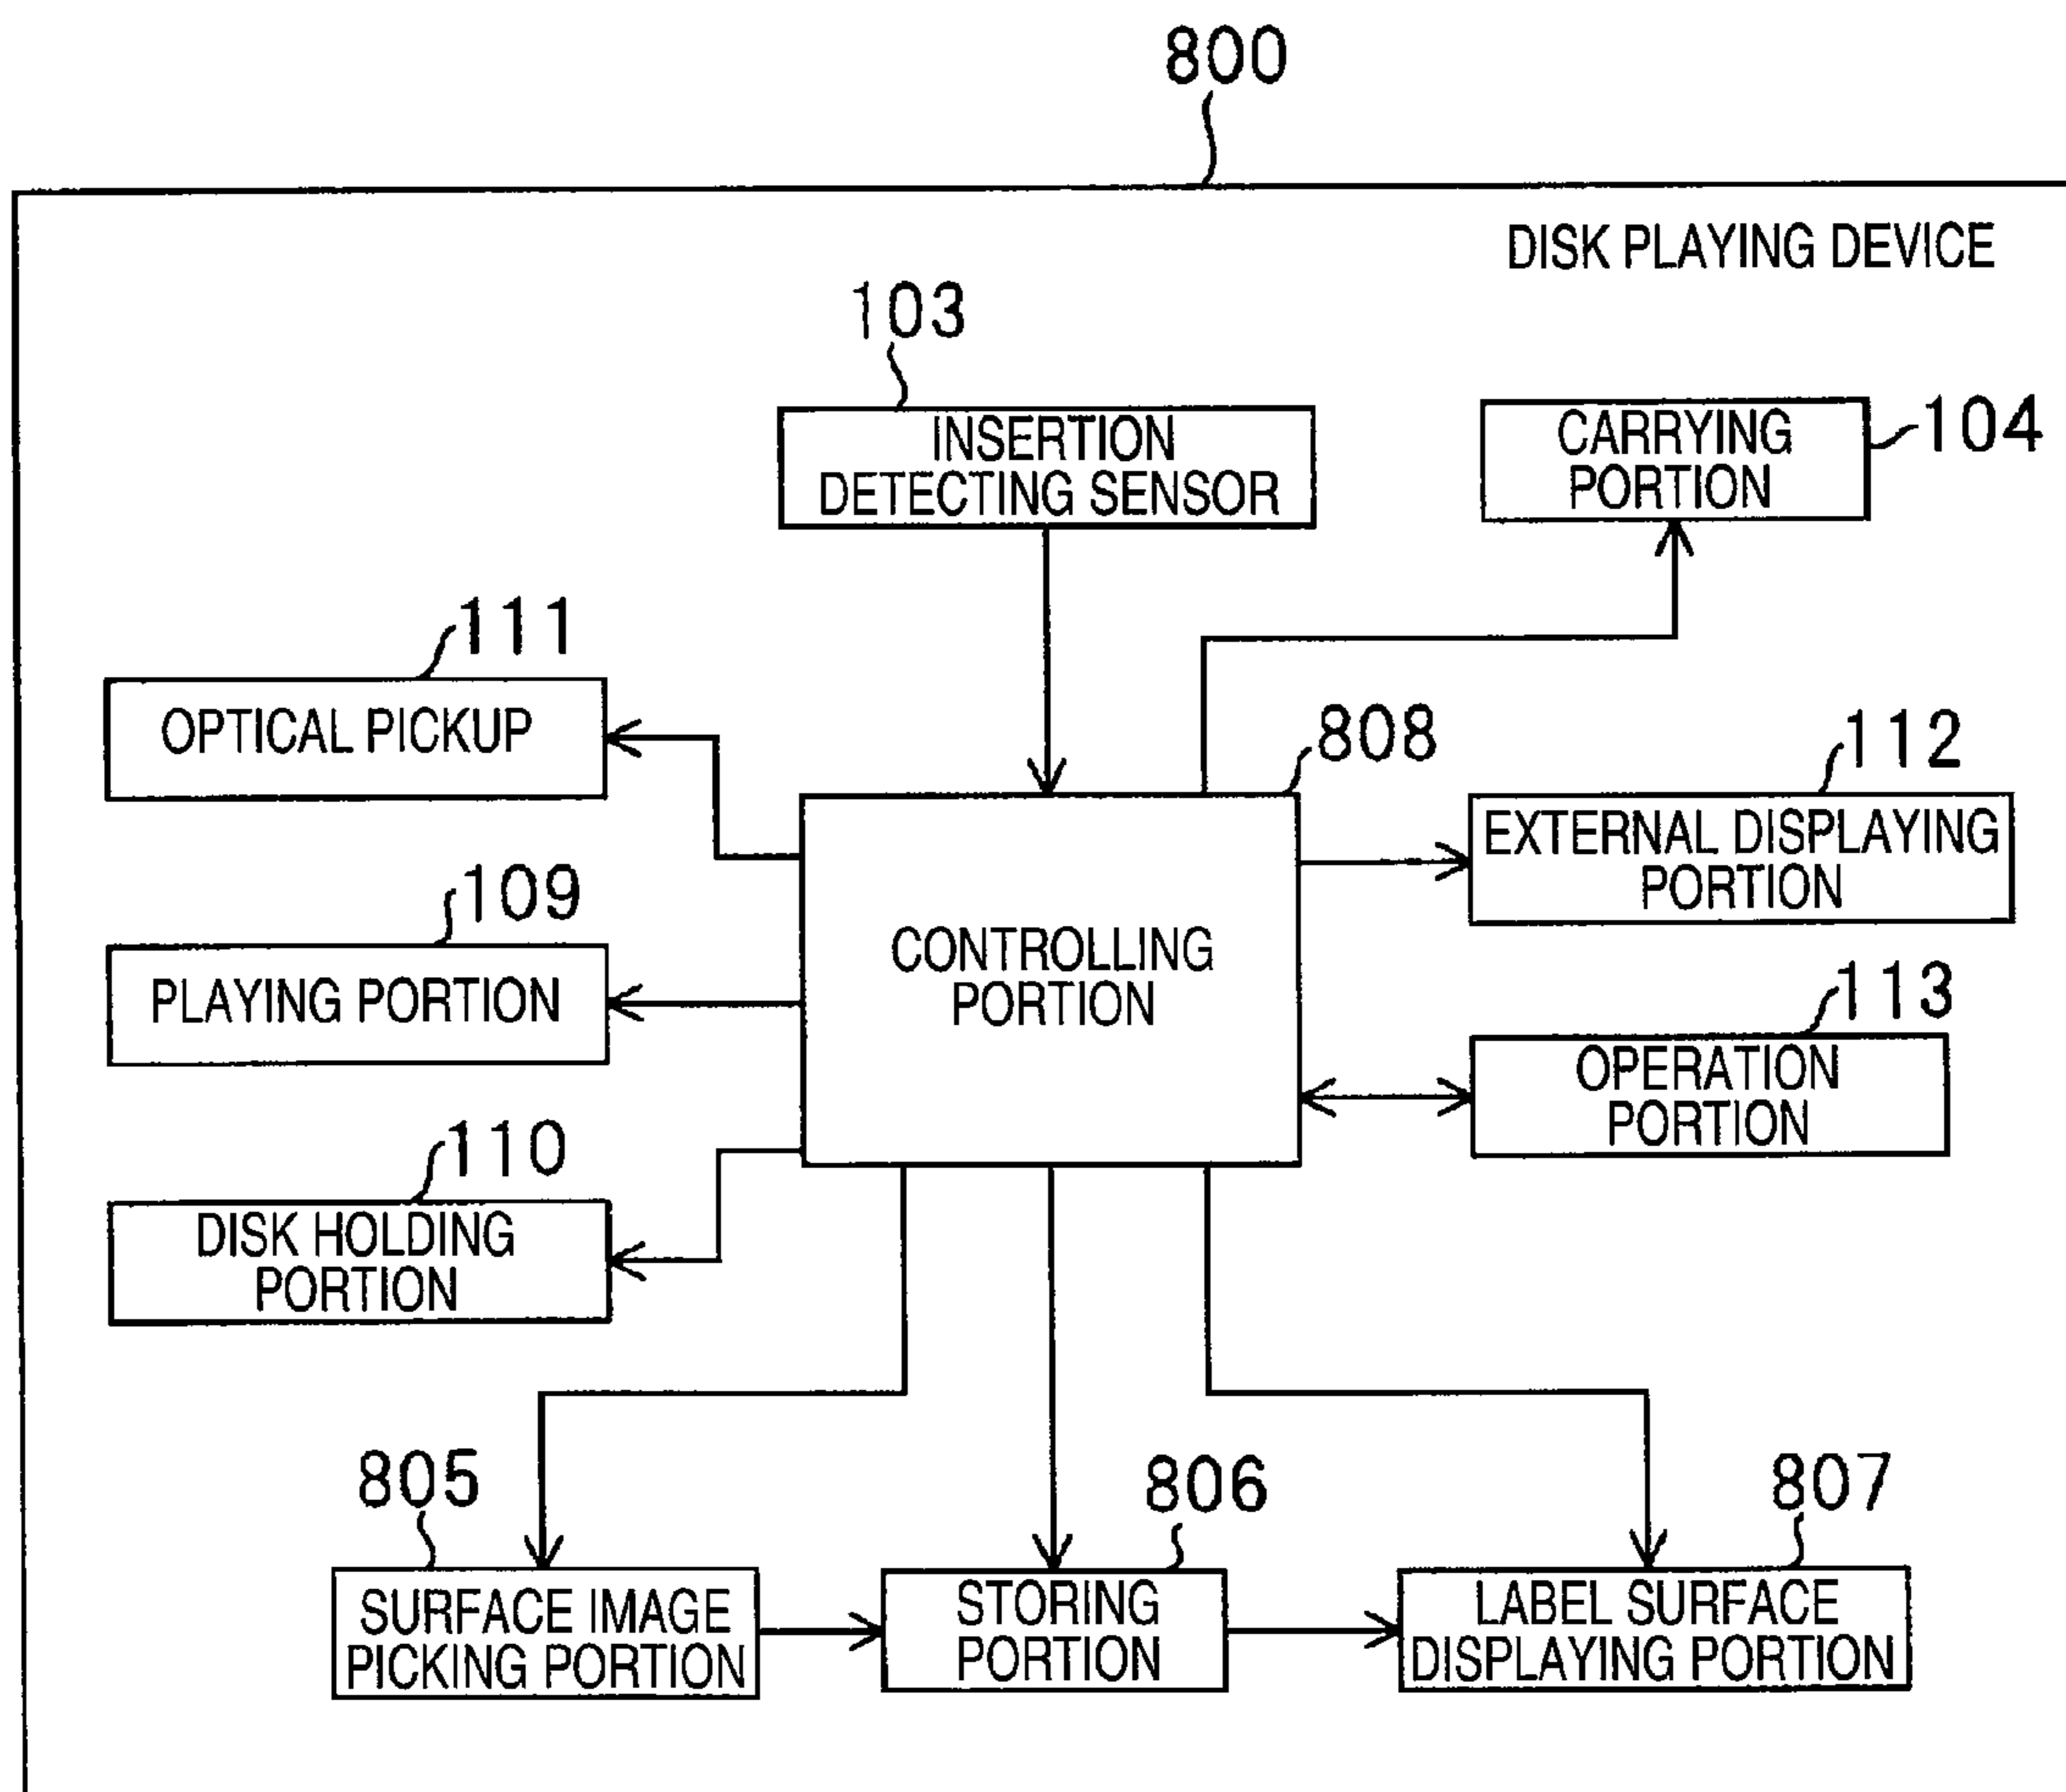 800
DISK PLAYING DEVICE
103
INSERTION
DETECTING SENSOR
CARRYING
PORTION
104
111
OPTICAL PICKUP
808
112
EXTERNAL DISPLAYING
PORTION
109
PLAYING PORTION
CONTROLLING
PORTION
113
OPERATION
PORTION
110
DISK HOLDING
PORTION
805
SURFACE IMAGE
PICKING PORTION
806
STORING
PORTION
807
LABEL SURFACE
DISPLAYING PORTION